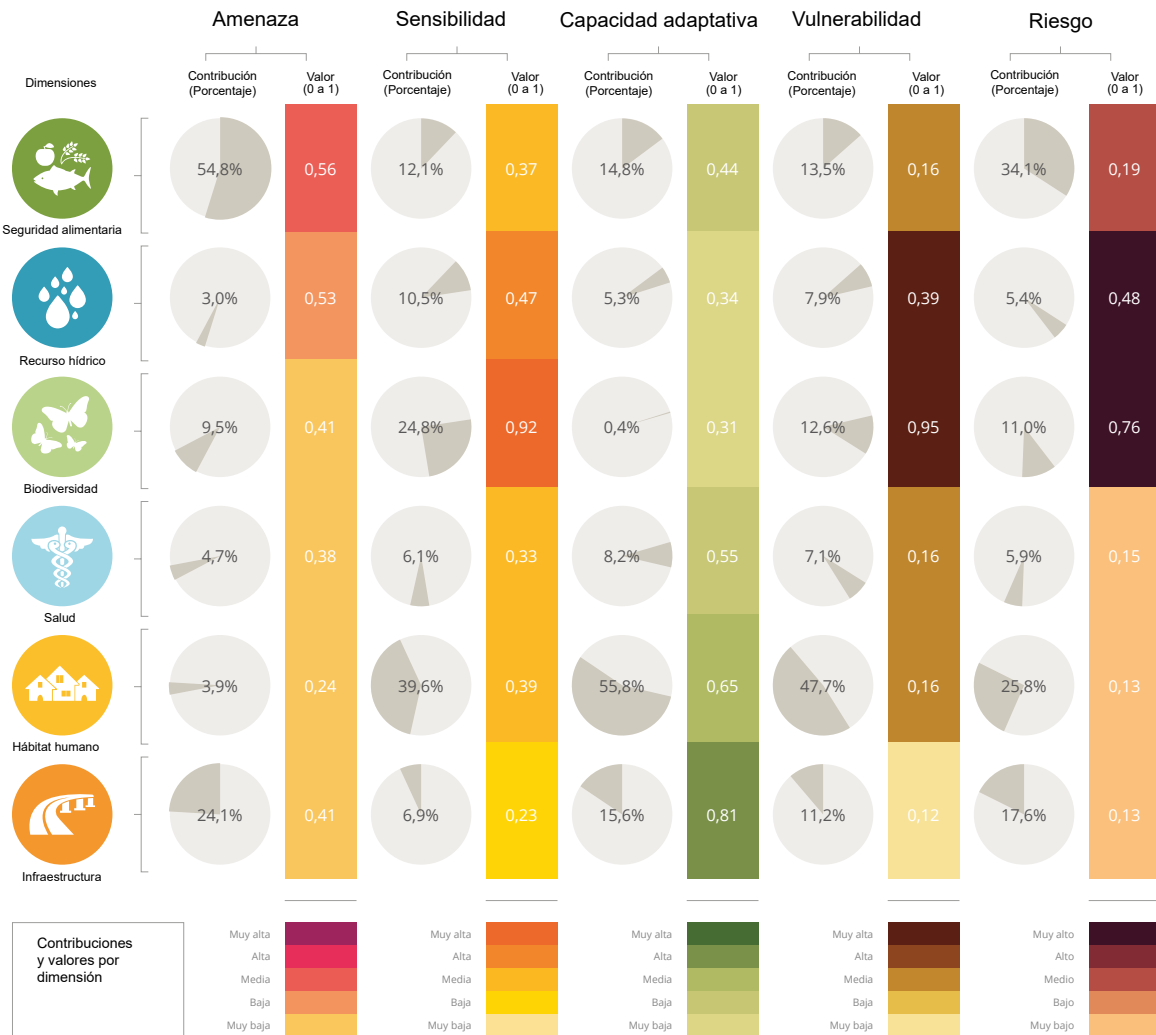 Amenaza Sensibilidad Capacidad adaptativa Vulnerabilidad Riesgo
Dimensiones
Contribución Valor Contribución Valor Contribución Valor Contribución Valor Contribución Valor
(Porcentaje) (0 a 1) (Porcentaje) (0 a 1) (Porcentaje) (0 a 1) (Porcentaje) (0 a 1) (Porcentaje) (0 a 1)
54,8% 0,56 12,1% 0,37 14,8% 0,44 13,5% 0,16 34,1% 0,19
Seguridad alimentaria
3,0% 0,53 10,5% 0,47 5,3% 0,34 7,9% 0,39 5,4% 0,48
Recurso hídrico
9,5% 0,41 24,8% 0,92 0,4% 0,31 12,6% 0,95 11,0% 0,76
Biodiversidad
4,7% 0,38 6,1% 0,33 8,2% 0,55 7,1% 0,16 5,9% 0,15
Salud
3,9% 0,24 39,6% 0,39 55,8% 0,65 47,7% 0,16 25,8% 0,13
Hábitat humano
24,1% 0,41 6,9% 0,23 15,6% 0,81 11,2% 0,12 17,6% 0,13
Infraestructura
Contribuciones
y valores por
dimensión
Muy alta Muy alta Muy alta Muy alta Muy alto
Alta Alta Alta Alta Alto
Media Media Media Media Medio
Baja Baja Baja Baja Bajo
Muy baja Muy baja Muy baja Muy baja Muy bajo